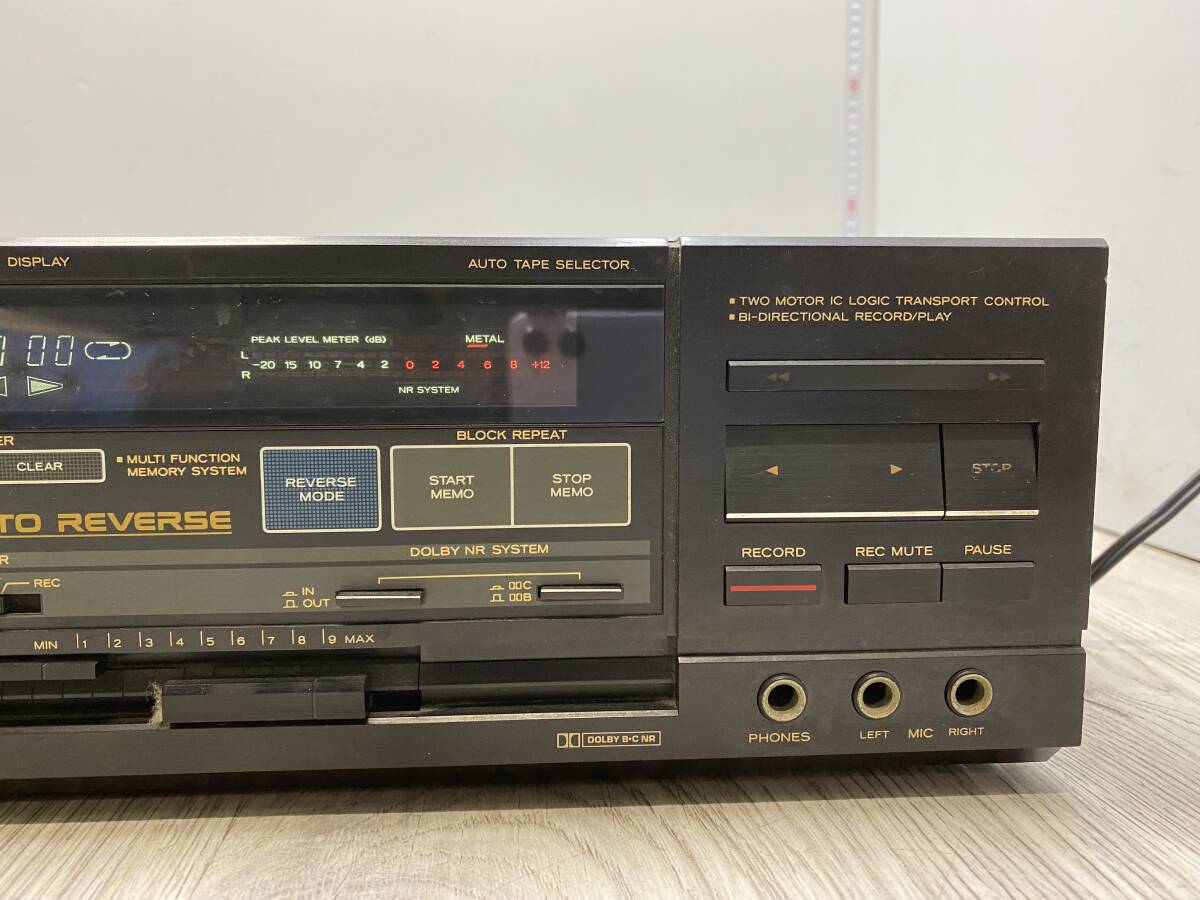 DISPLAY
AUTO TAPE SELECTOR
00
PEAK LEVEL METER (dB)
METAL
L
-20 15 10 7 4 2 0 2 4 6 8 +12
R
NR SYSTEM
CLEAR
MULTI FUNCTION
MEMORY SYSTEM
REVERSE
MODE
BLOCK REPEAT
START
MEMO
STOP
MEMO
TO REVERSE
DOLBY NR SYSTEM
REC
IN
OUT
C
B
MIN 1 2 3 4 5 6 7 8 9 MAX
DOLBY B·C NR
TWO MOTOR IC LOGIC TRANSPORT CONTROL
BI-DIRECTIONAL RECORD/PLAY
STOP
RECORD
REC MUTE
PAUSE
PHONES
LEFT MIC RIGHT